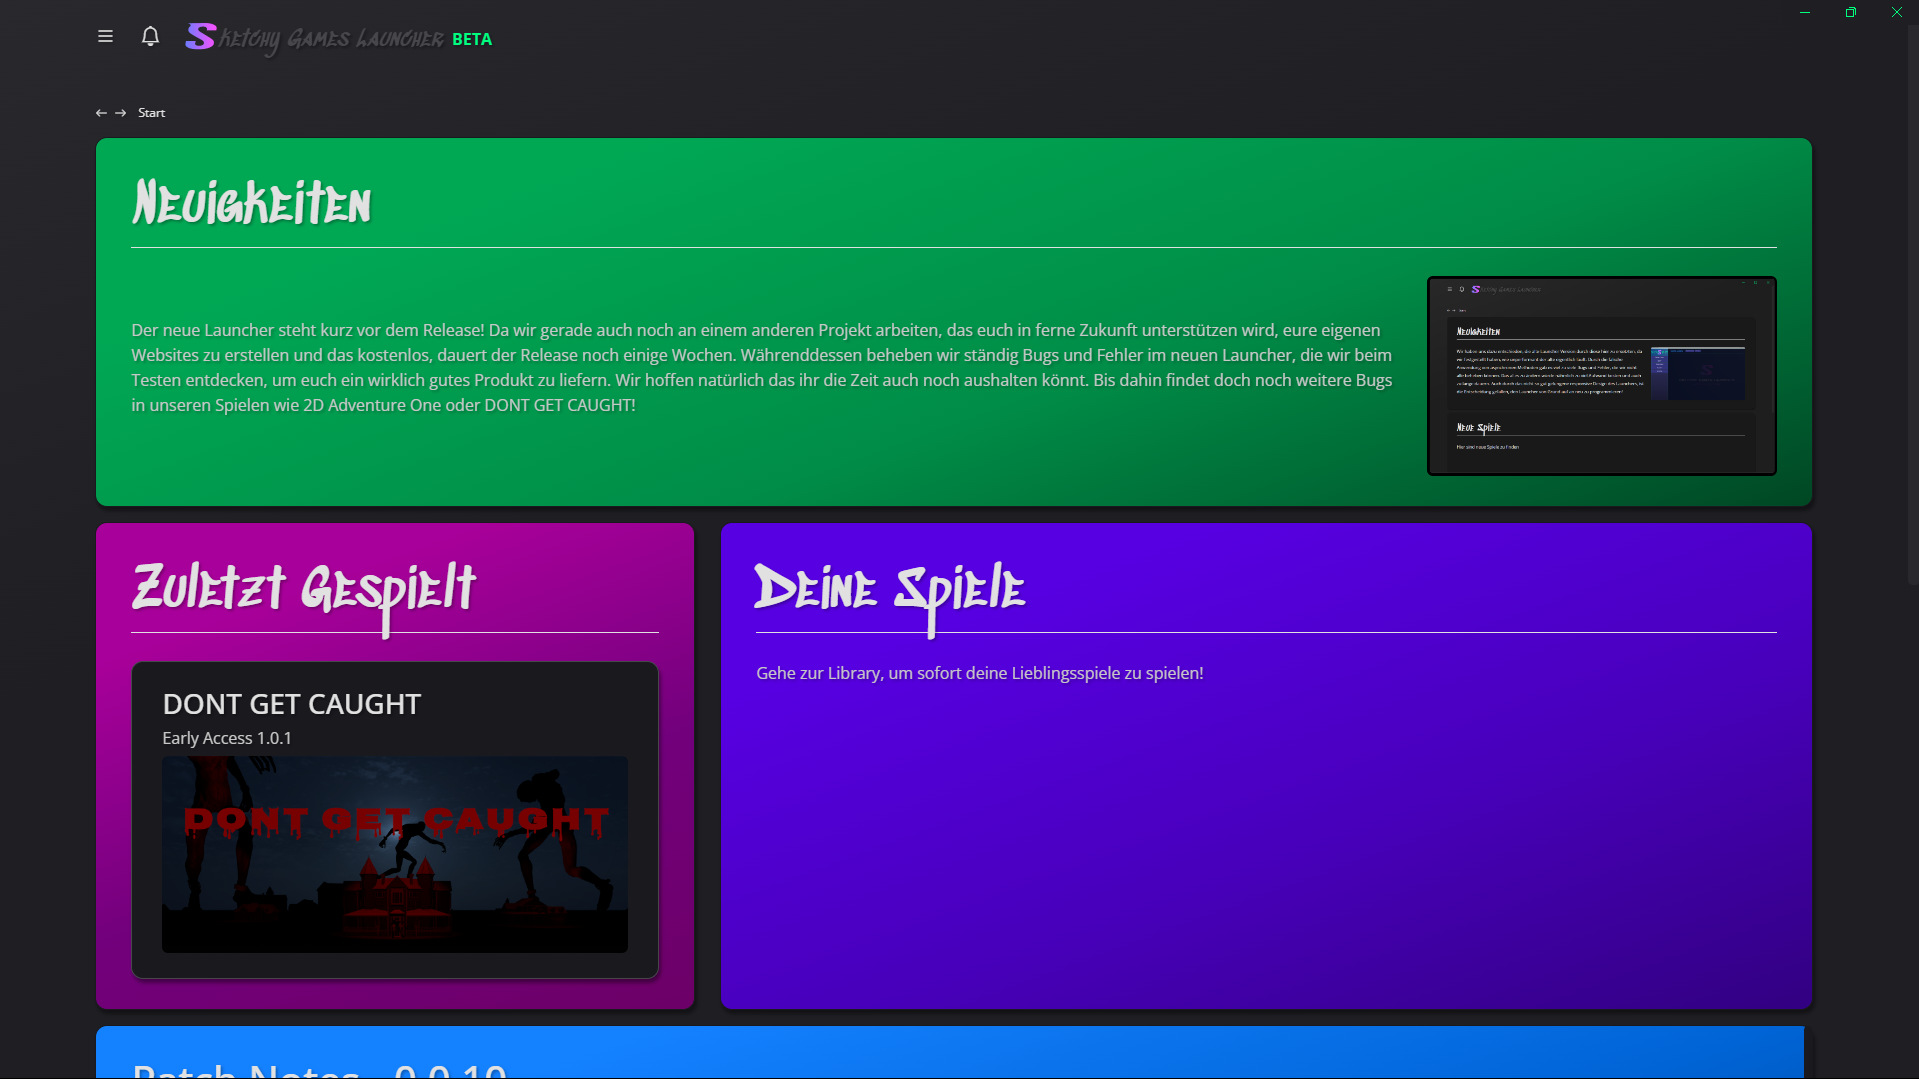 Sketchy Games Launcher BETA
Start
Neuigkeiten
Der neue Launcher steht kurz vor dem Release! Da wir gerade auch noch an einem anderen Projekt arbeiten, das euch in ferne Zukunft unterstützen wird, eure eigenen
Websites zu erstellen und das kostenlos, dauert der Release noch einige Wochen. Währenddessen beheben wir ständig Bugs und Fehler im neuen Launcher, die wir beim
Testen entdecken, um euch ein wirklich gutes Produkt zu liefern. Wir hoffen natürlich das ihr die Zeit auch noch aushalten könnt. Bis dahin findet doch noch weitere Bugs
in unseren Spielen wie 2D Adventure One oder DONT GET CAUGHT!
Sketchy Games Launcher
Neuigkeiten
Neue Spiele
Hier sind neue Spiele zu finden
Zuletzt Gespielt
DONT GET CAUGHT
Early Access 1.0.1
DONT GET CAUGHT
Deine Spiele
Gehe zur Library, um sofort deine Lieblingsspiele zu spielen!
Patch Notes - 0.0.10